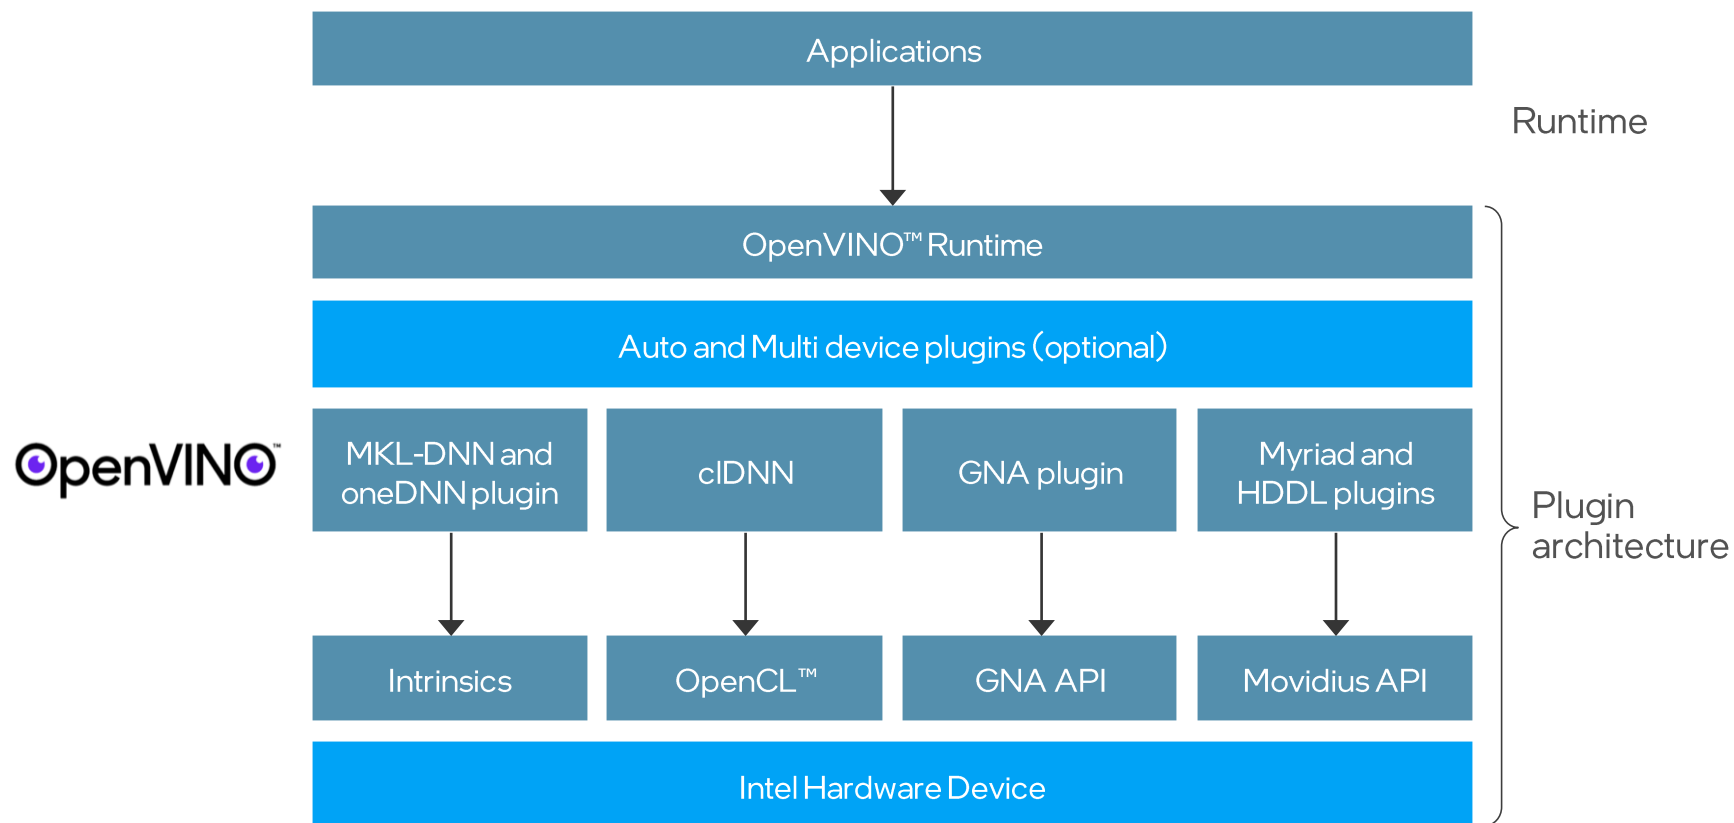 Applications
Runtime
OpenVINO™ Runtime
Auto and Multi device plugins (optional)
OpenVINO™
MKL-DNN and
oneDNN plugin
clDNN
GNA plugin
Myriad and
HDDL plugins
Plugin
architecture
Intrinsics
OpenCL™
GNA API
Movidius API
Intel Hardware Device